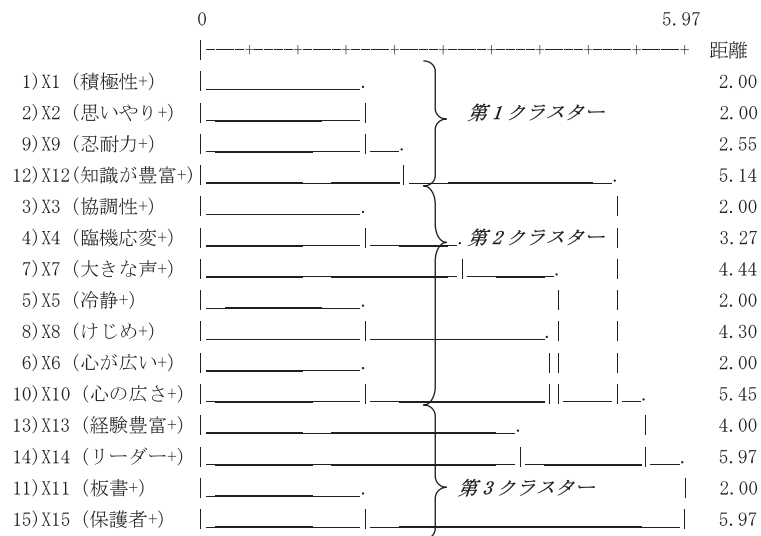 0 5.97
距離
1)X1 (積極性+) 2.00
2)X2 (思いやり+) 第1クラスター 2.00
9)X9 (忍耐力+) 2.55
12)X12(知識が豊富+) 5.14
3)X3 (協調性+) 2.00
4)X4 (臨機応変+) 第2クラスター 3.27
7)X7 (大きな声+) 4.44
5)X5 (冷静+) 2.00
8)X8 (けじめ+) 4.30
6)X6 (心が広い+) 2.00
10)X10 (心の広さ+) 5.45
13)X13 (経験豊富+) 4.00
14)X14 (リーダー+) 5.97
11)X11 (板書+) 第3クラスター 2.00
15)X15 (保護者+) 5.97